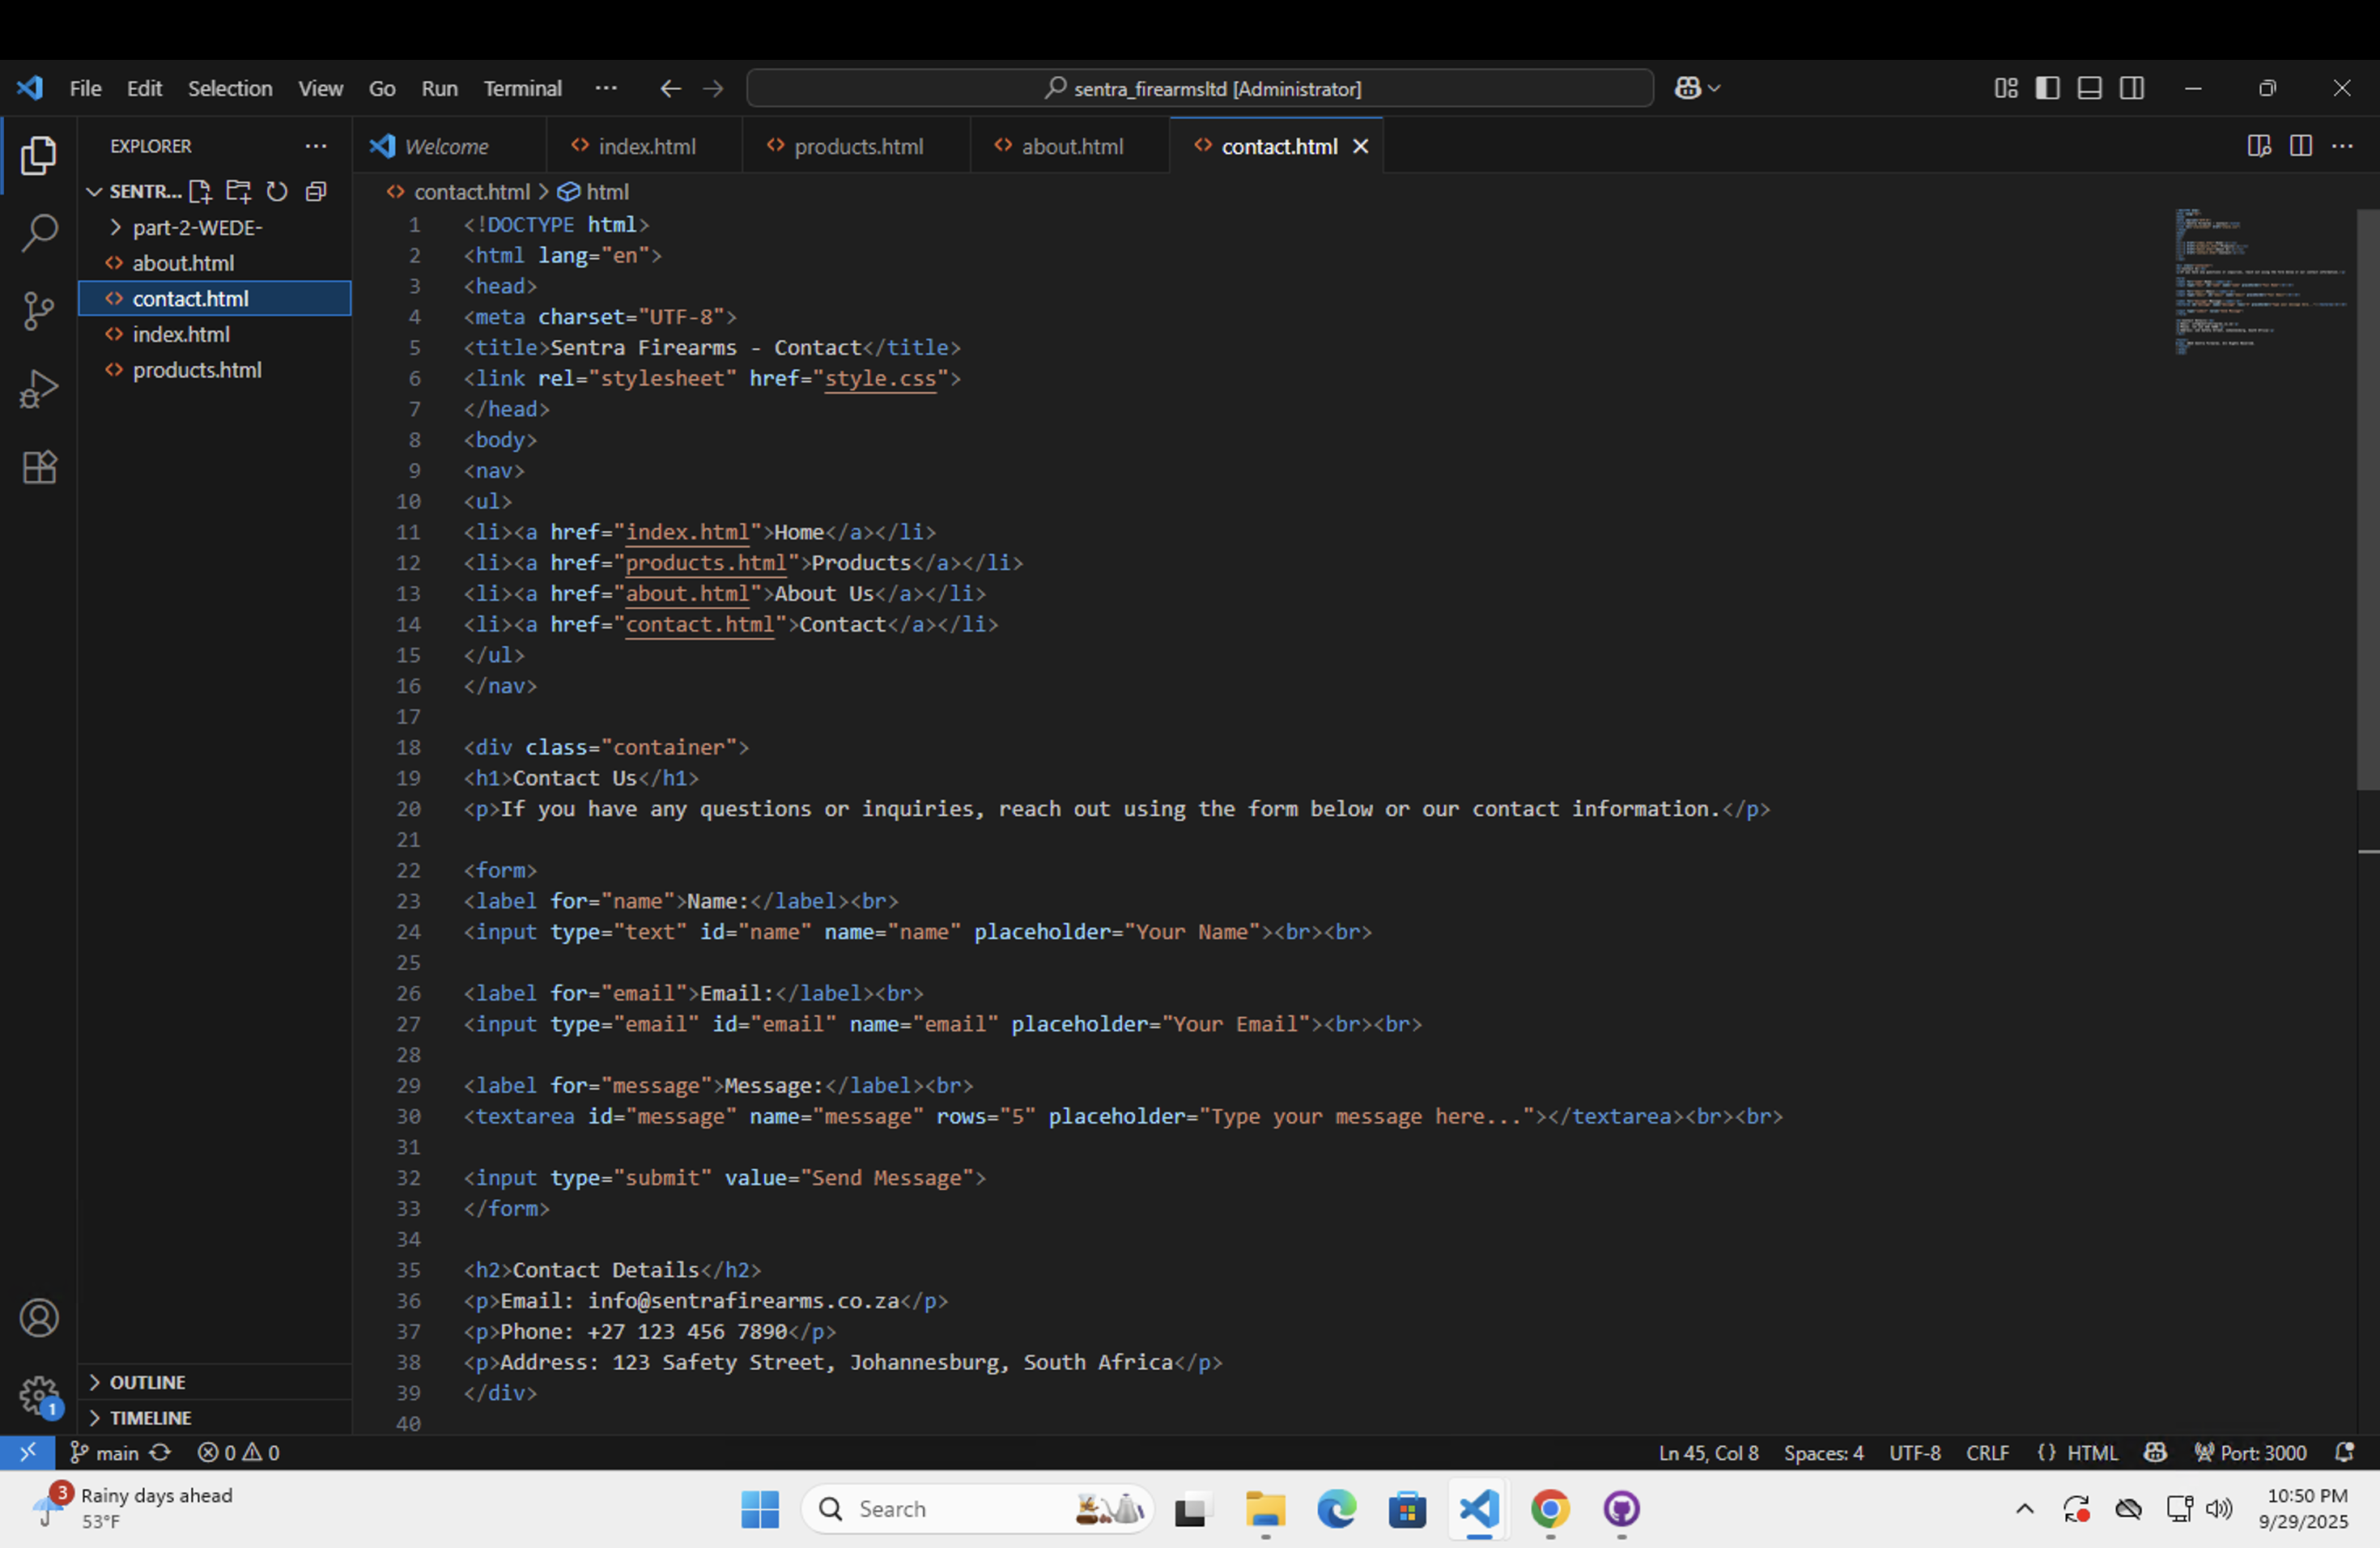 File Edit Selection View Go Run Terminal ··· sentra_firearmsltd [Administrator]
EXPLORER ···
Welcome index.html products.html about.html contact.html
SENTR...
part-2-WEDE-
about.html
contact.html
index.html
products.html
contact.html > html
1 <!DOCTYPE html>
2 <html lang="en">
3 <head>
4 <meta charset="UTF-8">
5 <title>Sentra Firearms - Contact</title>
6 <link rel="stylesheet" href="style.css">
7 </head>
8 <body>
9 <nav>
10 <ul>
11 <li><a href="index.html">Home</a></li>
12 <li><a href="products.html">Products</a></li>
13 <li><a href="about.html">About Us</a></li>
14 <li><a href="contact.html">Contact</a></li>
15 </ul>
16 </nav>
17
18 <div class="container">
19 <h1>Contact Us</h1>
20 <p>If you have any questions or inquiries, reach out using the form below or our contact information.</p>
21
22 <form>
23 <label for="name">Name:</label><br>
24 <input type="text" id="name" name="name" placeholder="Your Name"><br><br>
25
26 <label for="email">Email:</label><br>
27 <input type="email" id="email" name="email" placeholder="Your Email"><br><br>
28
29 <label for="message">Message:</label><br>
30 <textarea id="message" name="message" rows="5" placeholder="Type your message here..."></textarea><br><br>
31
32 <input type="submit" value="Send Message">
33 </form>
34
35 <h2>Contact Details</h2>
36 <p>Email: info@sentrafirearms.co.za</p>
37 <p>Phone: +27 123 456 7890</p>
38 <p>Address: 123 Safety Street, Johannesburg, South Africa</p>
39 </div>
40
OUTLINE
TIMELINE
1
main 0 0 Ln 45, Col 8 Spaces: 4 UTF-8 CRLF {} HTML Port: 3000
3 Rainy days ahead
53°F
Search
10:50 PM
9/29/2025